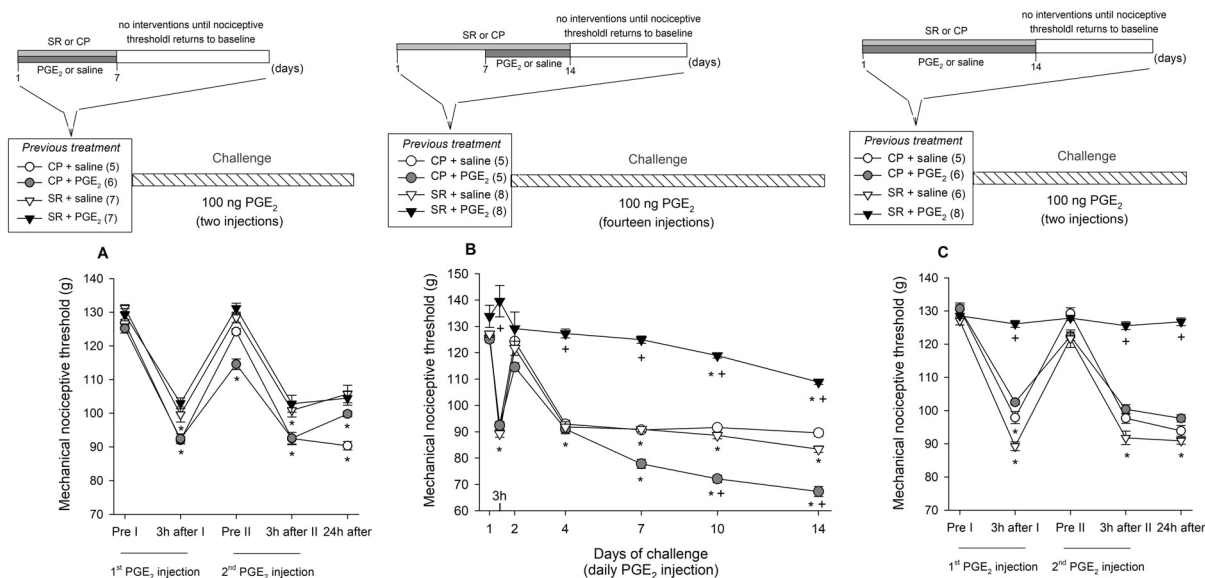 no interventions until nociceptive
thresholdl returns to baseline
SR or CP
PGE2 or saline
1
7
(days)
Previous treatment
CP + saline (5)
CP + PGE2 (6)
SR + saline (7)
SR + PGE2 (7)
Challenge
100 ng PGE2
(two injections)
no interventions until nociceptive
thresholdl returns to baseline
SR or CP
PGE2 or saline
1
7
14
(days)
Previous treatment
CP + saline (5)
CP + PGE2 (5)
SR + saline (8)
SR + PGE2 (8)
Challenge
100 ng PGE2
(fourteen injections)
no interventions until nociceptive
thresholdl returns to baseline
SR or CP
PGE2 or saline
1
14
(days)
Previous treatment
CP + saline (5)
CP + PGE2 (6)
SR + saline (6)
SR + PGE2 (8)
Challenge
100 ng PGE2
(two injections)
A
Mechanical nociceptive threshold (g)
140
130
120
110
100
90
80
70
* * * * * * *
Pre I 3h after I Pre II 3h after II 24h after
1st PGE2 injection 2nd PGE2 injection
B
Mechanical nociceptive threshold (g)
150
140
130
120
110
100
90
80
70
60
+ + + * + * +
* * * * *
* * + * +
3h
1 2 4 7 10 14
Days of challenge
(daily PGE2 injection)
C
Mechanical nociceptive threshold (g)
140
130
120
110
100
90
80
70
+ + +
* * * * *
Pre I 3h after I Pre II 3h after II 24h after
1st PGE2 injection 2nd PGE2 injection